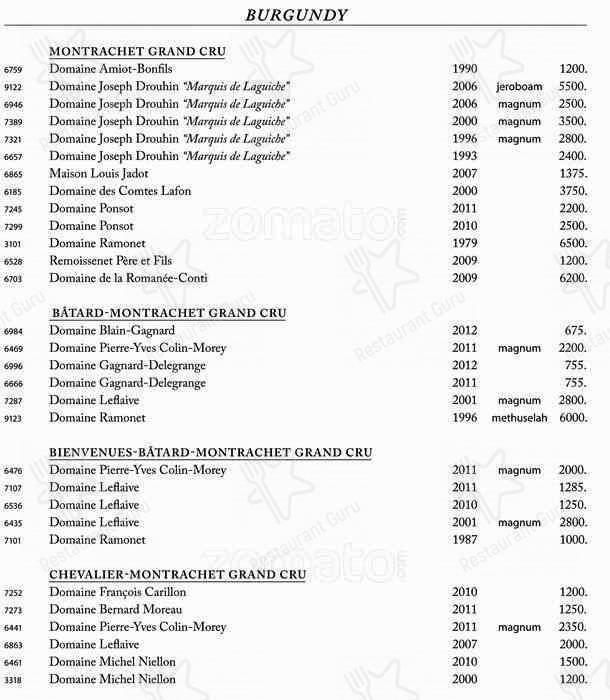 BURGUNDY
MONTRACHET GRAND CRU
6759 Domaine Amiot-Bonfils 1990 1200.
9122 Domaine Joseph Drouhin "Marquis de Laguiche" 2006 jeroboam 5500.
6946 Domaine Joseph Drouhin "Marquis de Laguiche" 2006 magnum 2500.
7389 Domaine Joseph Drouhin "Marquis de Laguiche" 2000 magnum 3500.
7321 Domaine Joseph Drouhin "Marquis de Laguiche" 1996 magnum 2800.
6657 Domaine Joseph Drouhin "Marquis de Laguiche" 1993 2400.
6865 Maison Louis Jadot 2007 1375.
6185 Domaine des Comtes Lafon 2000 3750.
7245 Domaine Ponsot 2011 2200.
7299 Domaine Ponsot 2010 2500.
3101 Domaine Ramonet 1979 6500.
6528 Remoissenet Père et Fils 2009 1200.
6703 Domaine de la Romanée-Conti 2009 6200.
BÂTARD-MONTRACHET GRAND CRU
6984 Domaine Blain-Gagnard 2012 675.
6469 Domaine Pierre-Yves Colin-Morey 2011 magnum 2200.
6996 Domaine Gagnard-Delegrange 2012 755.
6666 Domaine Gagnard-Delegrange 2011 755.
7287 Domaine Leflaive 2001 magnum 2800.
9123 Domaine Ramonet 1996 methuselah 6000.
BIENVENUES-BÂTARD-MONTRACHET GRAND CRU
6476 Domaine Pierre-Yves Colin-Morey 2011 magnum 2000.
7107 Domaine Leflaive 2011 1285.
6536 Domaine Leflaive 2010 1250.
6435 Domaine Leflaive 2001 magnum 2800.
7101 Domaine Ramonet 1987 1000.
CHEVALIER-MONTRACHET GRAND CRU
7252 Domaine François Carillon 2010 1200.
7273 Domaine Bernard Moreau 2011 1250.
6441 Domaine Pierre-Yves Colin-Morey 2011 magnum 2350.
6863 Domaine Leflaive 2007 2000.
6461 Domaine Michel Niellon 2010 1500.
3318 Domaine Michel Niellon 2000 1200.
zomato.com
zomato.com
Restaurant Guru
Restaurant Guru
Restaurant Guru
Restaurant Guru